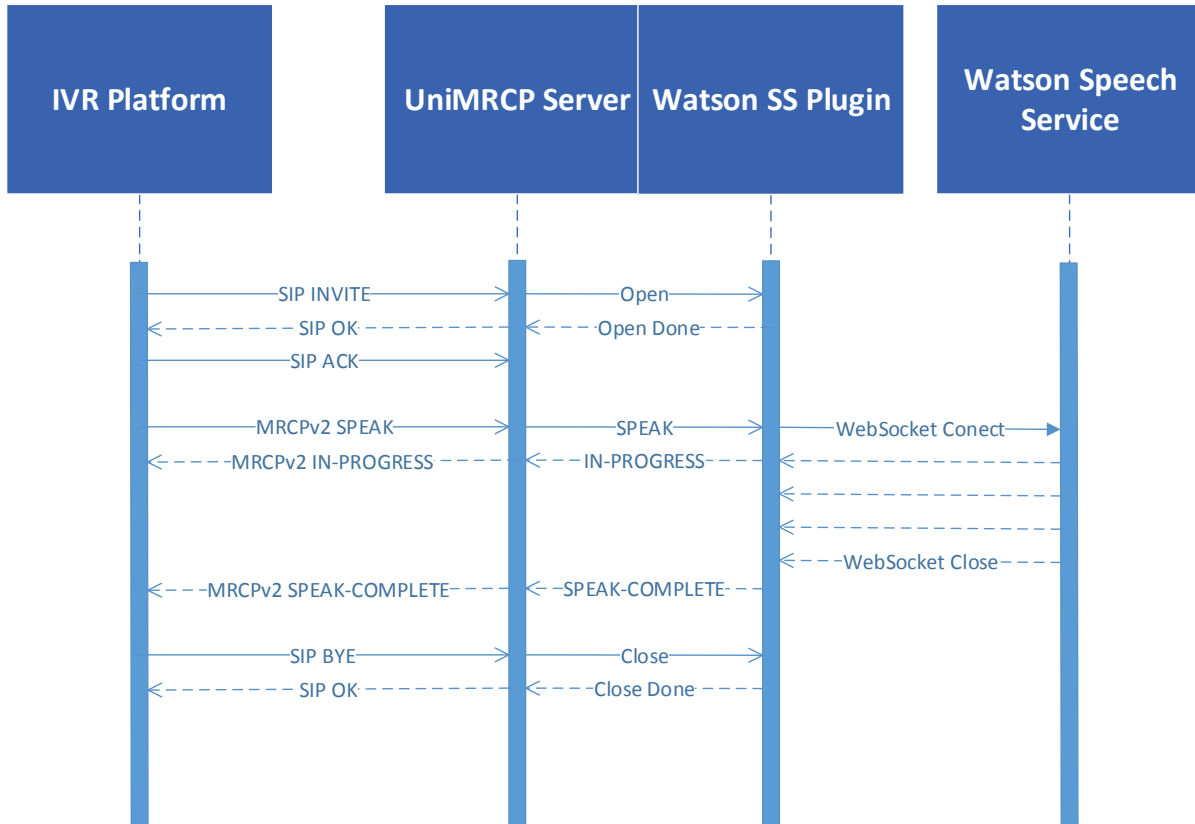 IVR Platform
UniMRCP Server
Watson SS Plugin
Watson Speech
Service
SIP INVITE
Open
SIP OK
Open Done
SIP ACK
MRCPv2 SPEAK
SPEAK
WebSocket Conect
MRCPv2 IN-PROGRESS
IN-PROGRESS
WebSocket Close
MRCPv2 SPEAK-COMPLETE
SPEAK-COMPLETE
SIP BYE
Close
SIP OK
Close Done